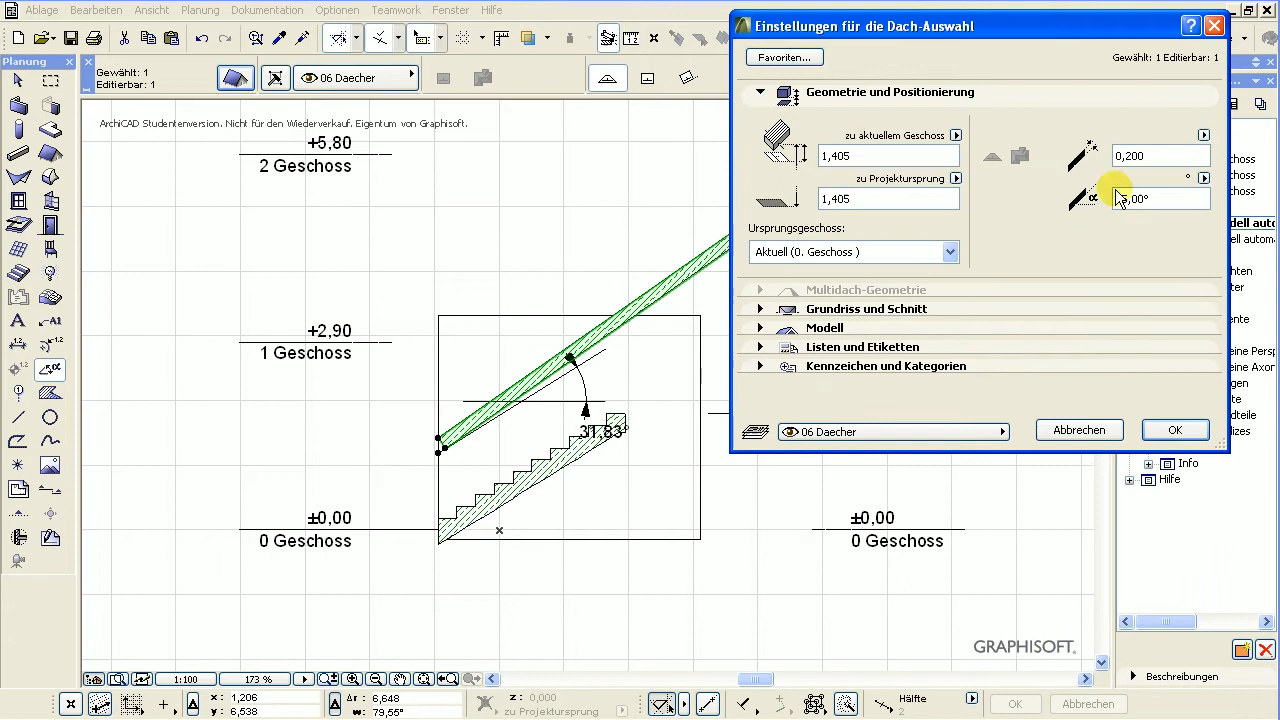 Ablage Bearbeiten Ansicht Planung Dokumentation Optionen Teamwork Fenster Hilfe
Einstellungen für die Dach-Auswahl
Planung
Gewählt: 1
Editierbar: 1
06 Daecher
Favoriten...
Gewählt: 1 Editierbar: 1
Geometrie und Positionierung
ArchiCAD Studentenversion. Nicht für den Wiederverkauf. Eigentum von Graphisoft.
+5,80
2 Geschoss
zu aktuellem Geschoss
1,405
0,200
zu Projektursprung
°
1,405
,00°
Ursprungsgeschoss:
Aktuell (0. Geschoss )
Multidach-Geometrie
Grundriss und Schnitt
Modell
Listen und Etiketten
Kennzeichen und Kategorien
06 Daecher
Abbrechen
OK
+2,90
1 Geschoss
31,83°
±0,00
0 Geschoss
±0,00
0 Geschoss
Info
Hilfe
GRAPHISOFT.
1:100
173 %
Beschreibungen
x: 1,206
y: 6,538
Δr: 6,648
79,55°
z: 0,000
zu Projektursprung
Hälfte
2
OK
Abbrechen